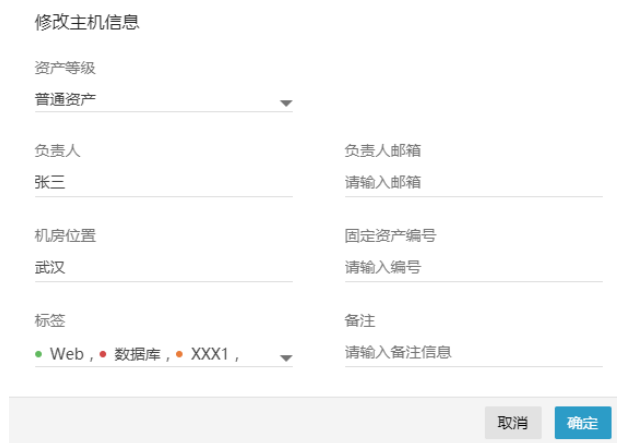 修改主机信息
资产等级
普通资产
负责人 负责人邮箱
张三 请输入邮箱
机房位置 固定资产编号
武汉 请输入编号
标签 备注
Web , 数据库 , XXX1 , 请输入备注信息
取消 确定